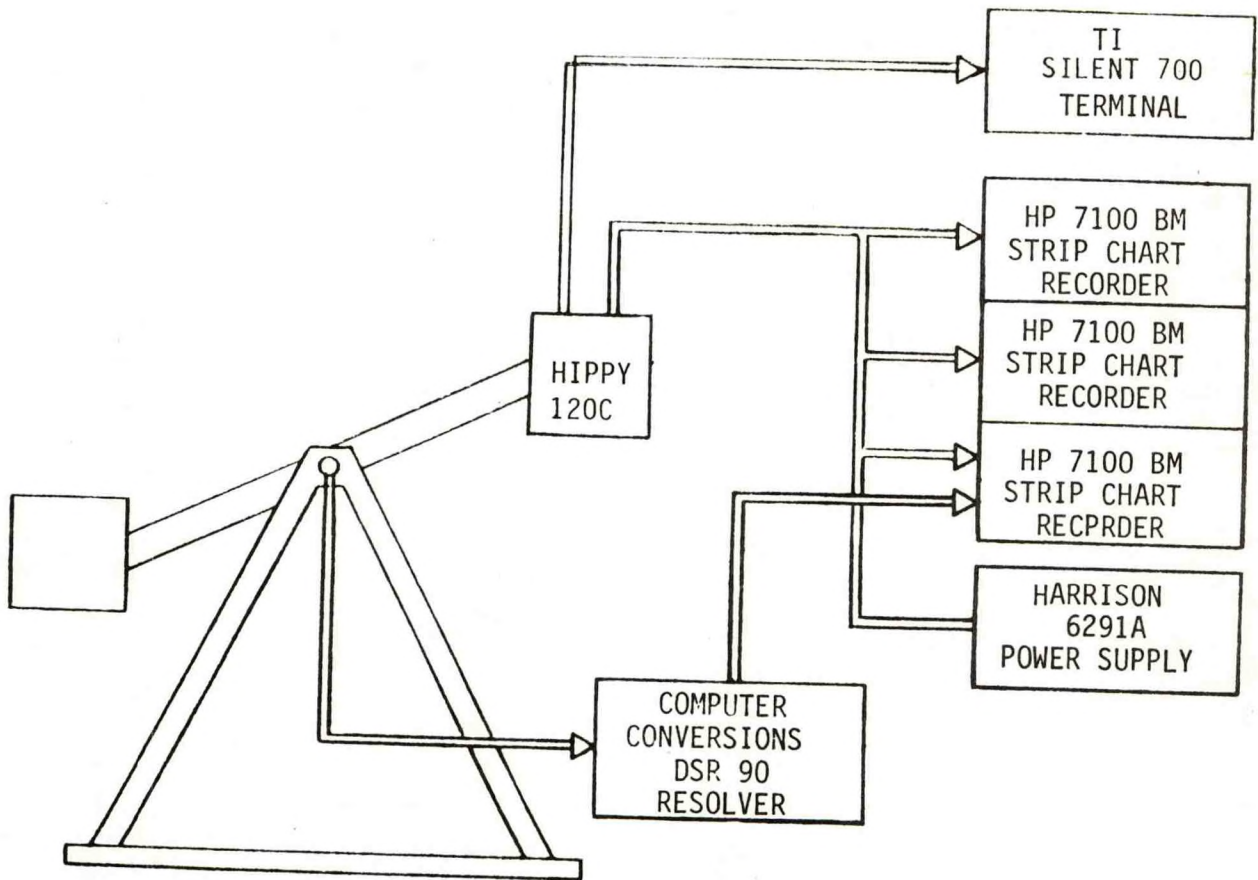 TI
SILENT 700
TERMINAL
HP 7100 BM
STRIP CHART
RECORDER
HP 7100 BM
STRIP CHART
RECORDER
HIPPY
120C
HP 7100 BM
STRIP CHART
RECPRDER
HARRISON
6291A
POWER SUPPLY
COMPUTER
CONVERSIONS
DSR 90
RESOLVER